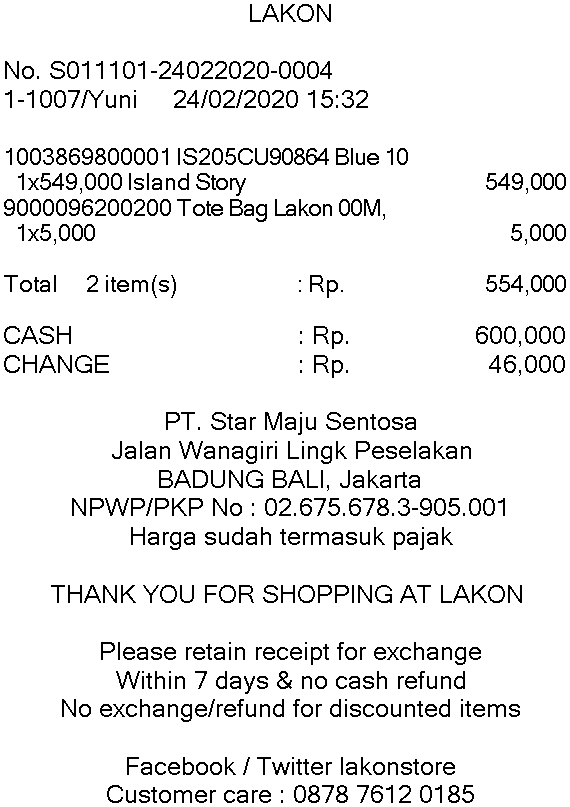 LAKON
No. S011101-24022020-0004
1-1007/Yuni 24/02/2020 15:32
1003869800001 IS205CU90864 Blue 10
1x549,000 Island Story 549,000
9000096200200 Tote Bag Lakon 00M,
1x5,000 5,000
Total 2 item(s) : Rp. 554,000
CASH : Rp. 600,000
CHANGE : Rp. 46,000
PT. Star Maju Sentosa
Jalan Wanagiri Lingk Peselakan
BADUNG BALI, Jakarta
NPWP/PKP No : 02.675.678.3-905.001
Harga sudah termasuk pajak
THANK YOU FOR SHOPPING AT LAKON
Please retain receipt for exchange
Within 7 days & no cash refund
No exchange/refund for discounted items
Facebook / Twitter lakonstore
Customer care : 0878 7612 0185